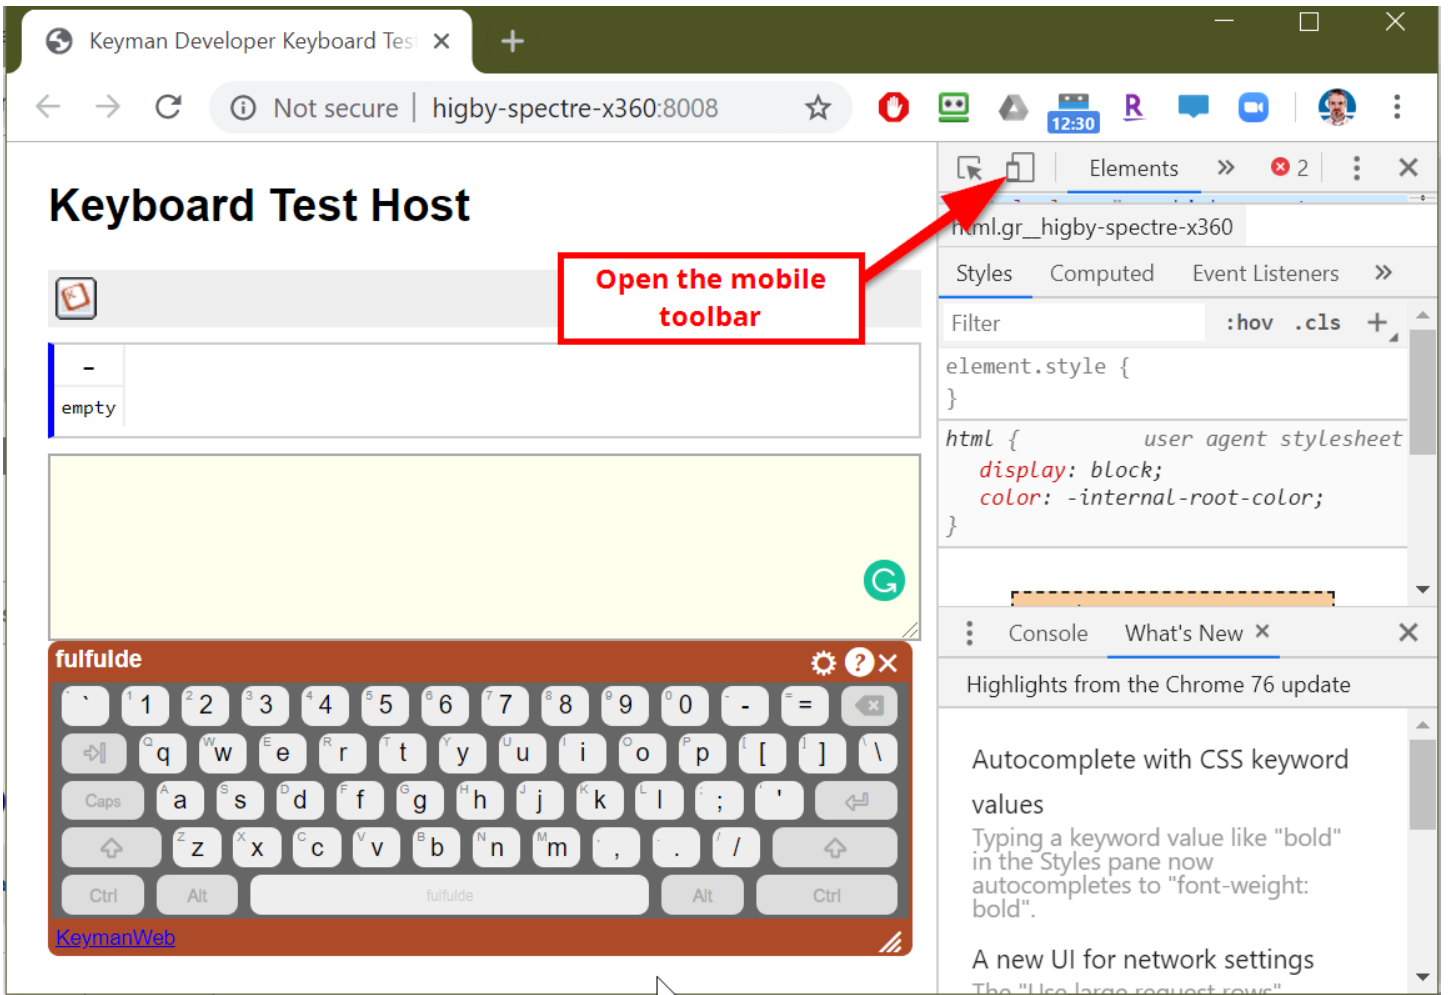 Keyman Developer Keyboard Tes
Not secure | higby-spectre-x360:8008
12:30
R
Elements » 2
html.gr__higby-spectre-x360
Keyboard Test Host
Open the mobile
toolbar
Styles Computed Event Listeners »
Filter :hov .cls +
element.style {
}
html { user agent stylesheet
display: block;
color: -internal-root-color;
}
-
empty
fulfulde
` 1 2 3 4 5 6 7 8 9 0 - =
q w e r t y u i o p [ ] \
Caps a s d f g h j k l ; '
z x c v b n m , . /
Ctrl Alt fulfulde Alt Ctrl
KeymanWeb
Console What's New
Highlights from the Chrome 76 update
Autocomplete with CSS keyword
values
Typing a keyword value like "bold"
in the Styles pane now
autocompletes to "font-weight:
bold".
A new UI for network settings
The "Use large request rows"